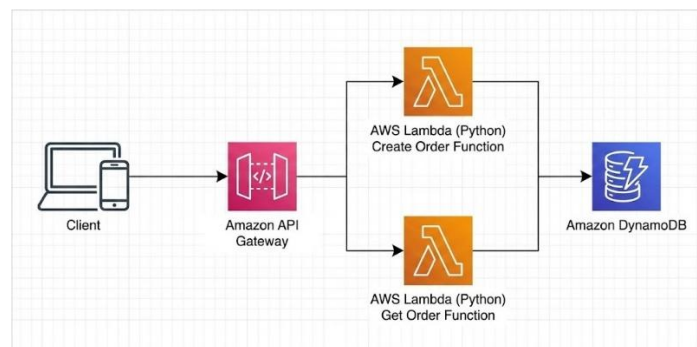 Client
Amazon API
Gateway
AWS Lambda (Python)
Create Order Function
AWS Lambda (Python)
Get Order Function
Amazon DynamoDB